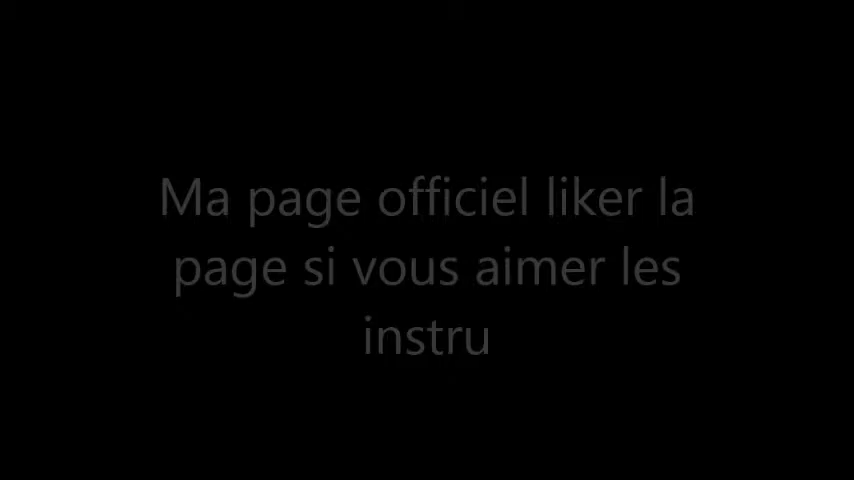 Ma page officiel liker la
page si vous aimer les
instru